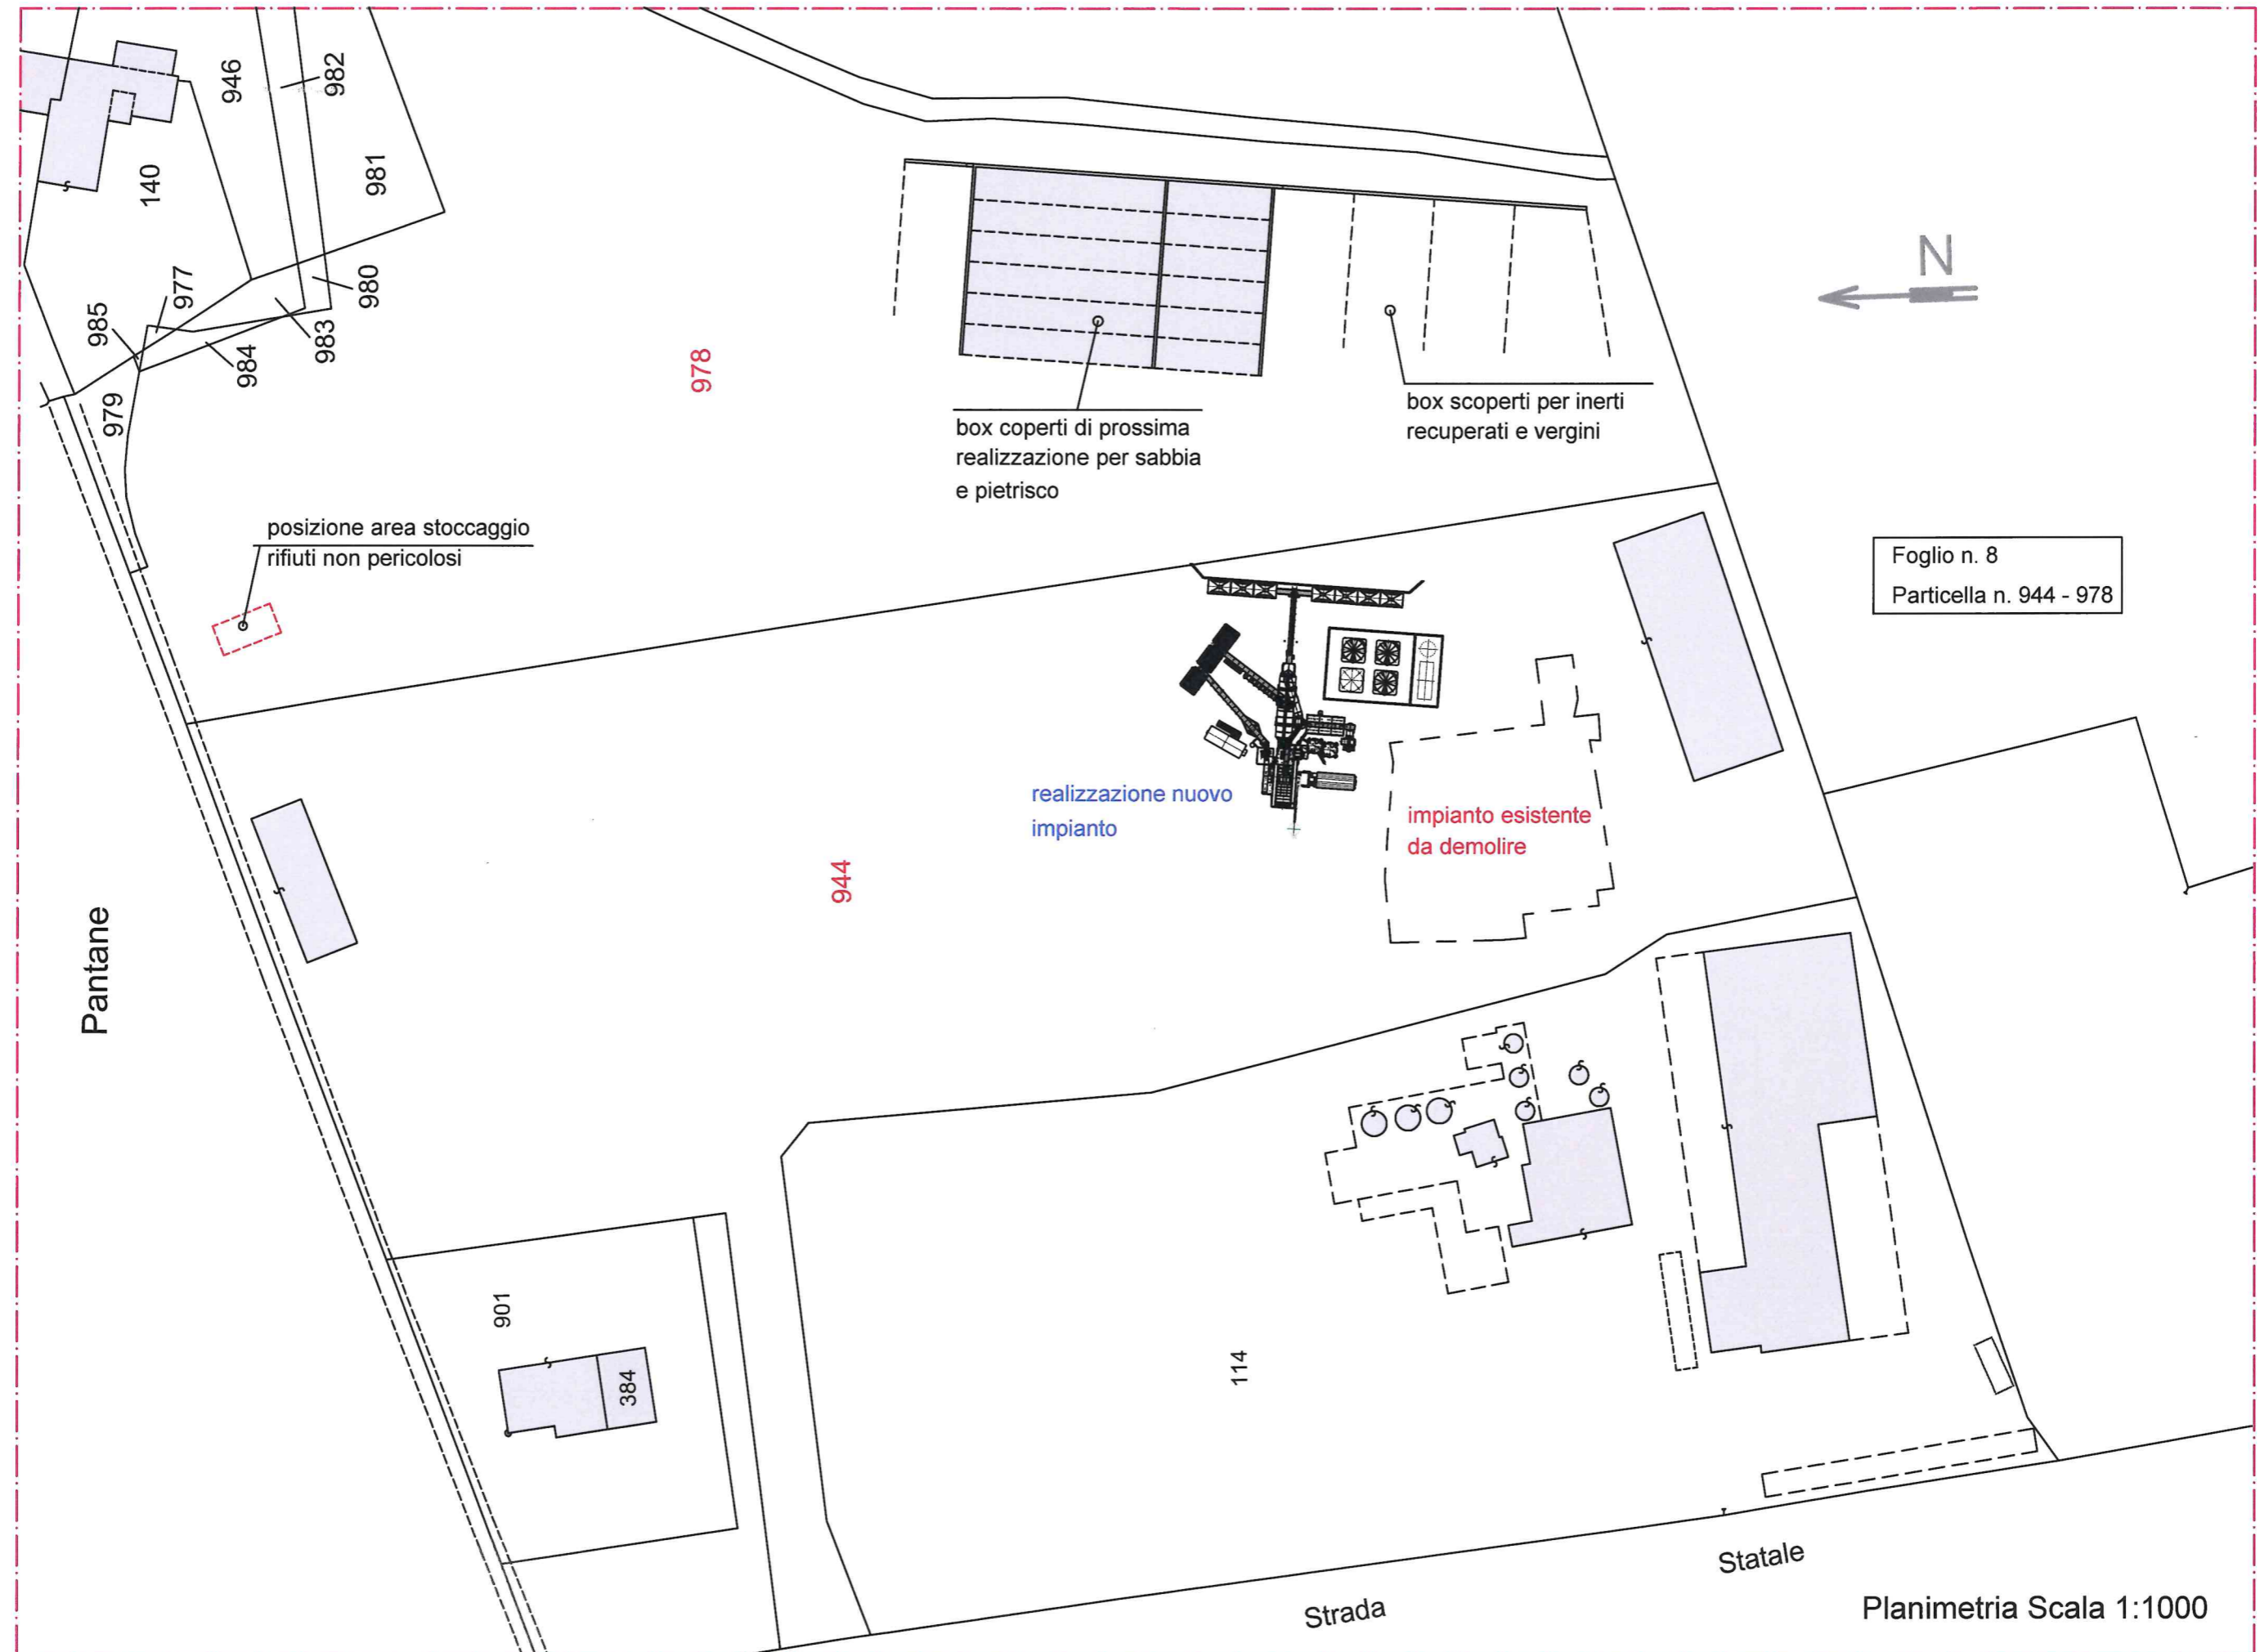 946
982
140
981
977
985
980
983
984
979
978
N
box coperti di prossima
realizzazione per sabbia
e pietrisco
box scoperti per inerti
recuperati e vergini
posizione area stoccaggio
rifiuti non pericolosi
Foglio n. 8
Particella n. 944 - 978
realizzazione nuovo
impianto
impianto esistente
da demolire
944
Pantane
901
384
114
Strada
Statale
Planimetria Scala 1:1000